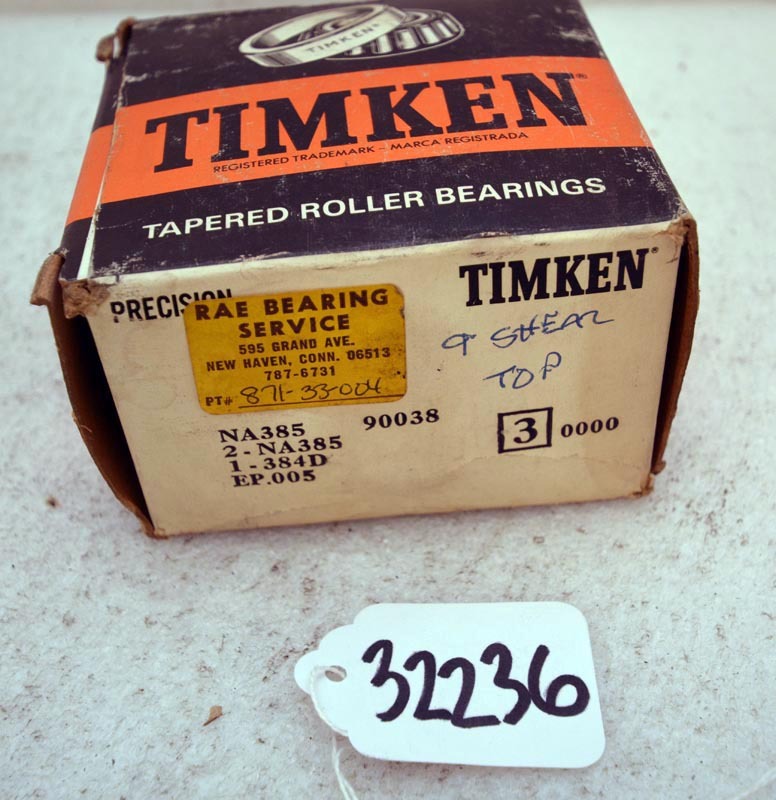 TIMKEN
TIMKEN®
REGISTERED TRADEMARK – MARCA REGISTRADA
TAPERED ROLLER BEARINGS
TIMKEN®
PRECISION
RAE BEARING
SERVICE
595 GRAND AVE.
NEW HAVEN, CONN. 06513
787-6731
PT# 871-33-004
SHEAR
TOP
NA385 90038
2-NA385
1-384D
EP.005
3 0000
32236